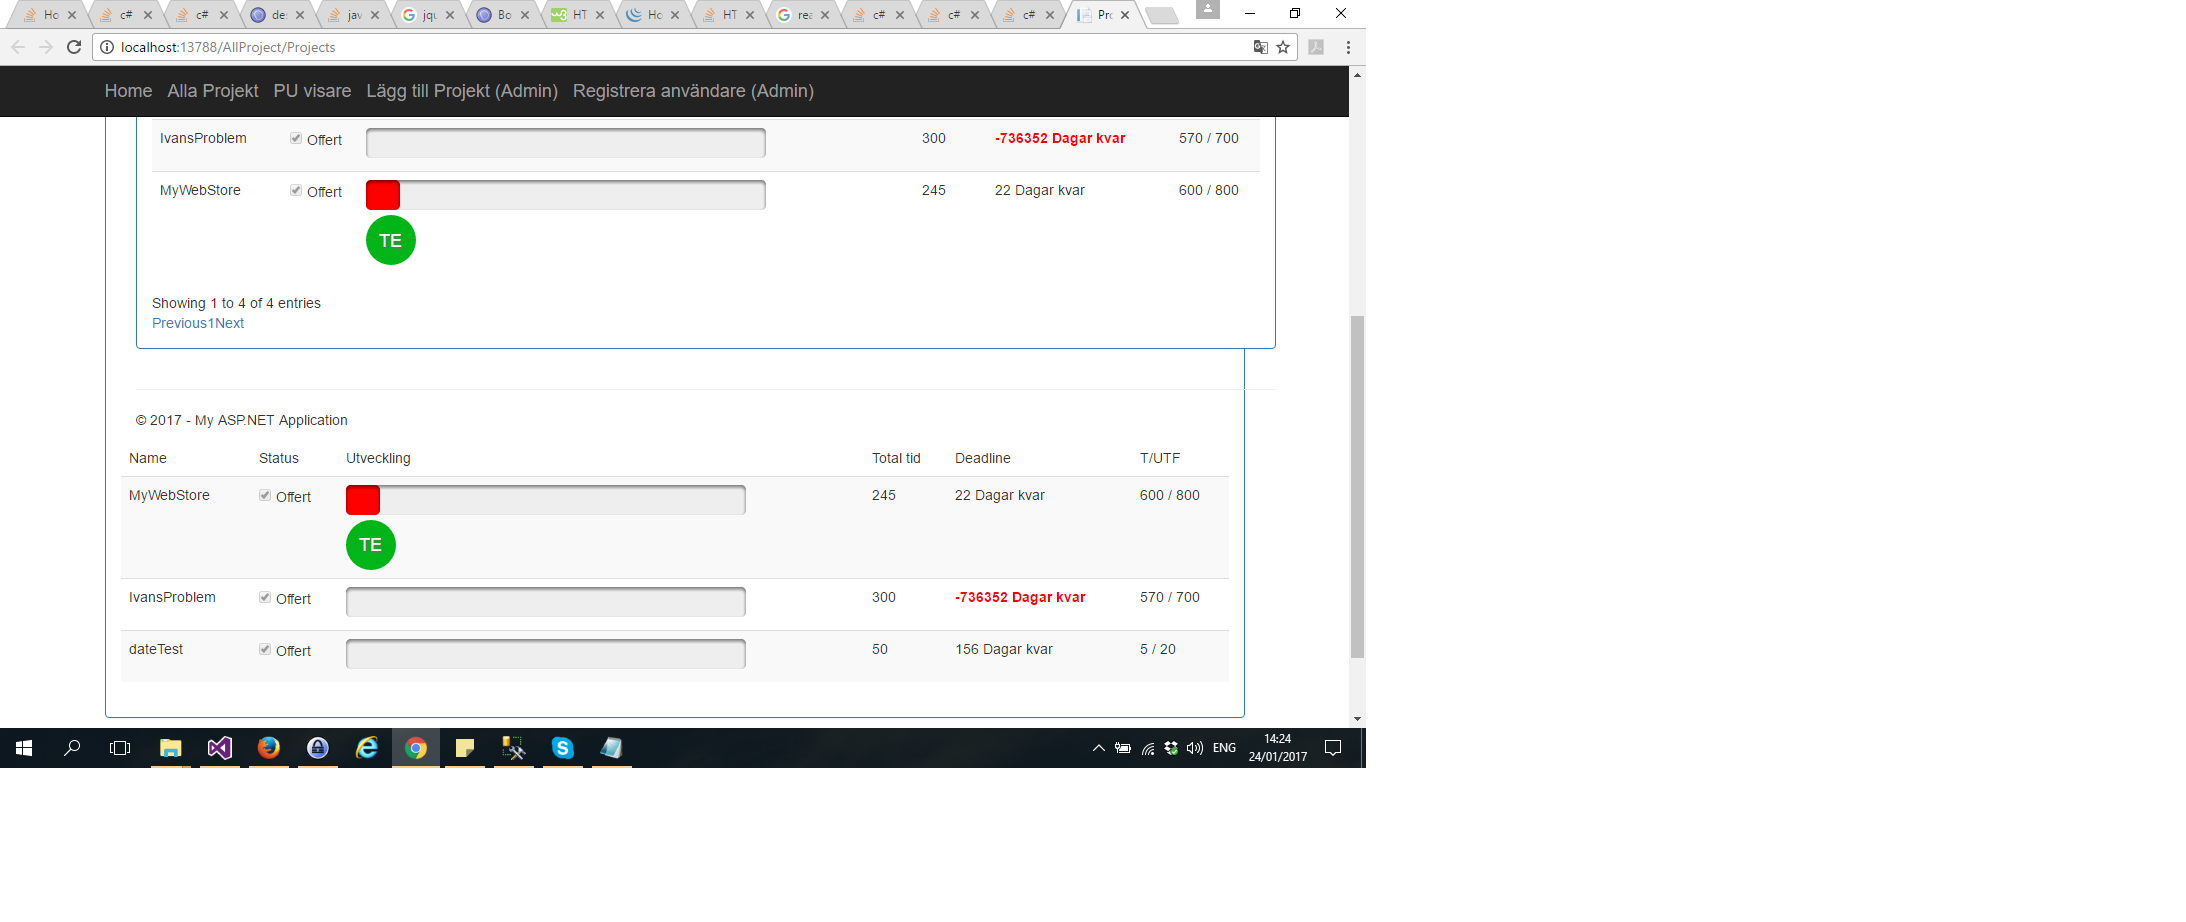 Ho c# c# de: jav jqu Bo HT Ho HT rea c# c# c# Pro
localhost:13788/AllProject/Projects
Home Alla Projekt PU visare Lägg till Projekt (Admin) Registrera användare (Admin)
IvansProblem Offert 300 -736352 Dagar kvar 570 / 700
MyWebStore Offert 245 22 Dagar kvar 600 / 800
TE
Showing 1 to 4 of 4 entries
Previous1Next
© 2017 - My ASP.NET Application
Name Status Utveckling Total tid Deadline T/UTF
MyWebStore Offert 245 22 Dagar kvar 600 / 800
TE
IvansProblem Offert 300 -736352 Dagar kvar 570 / 700
dateTest Offert 50 156 Dagar kvar 5 / 20
ENG 14:24
24/01/2017